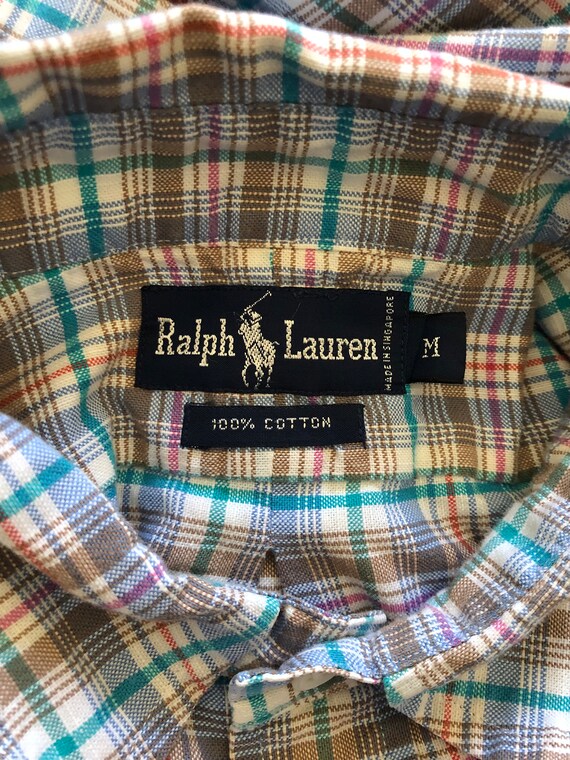 Ralph Lauren
MADE IN SINGAPORE
M
100% COTTON